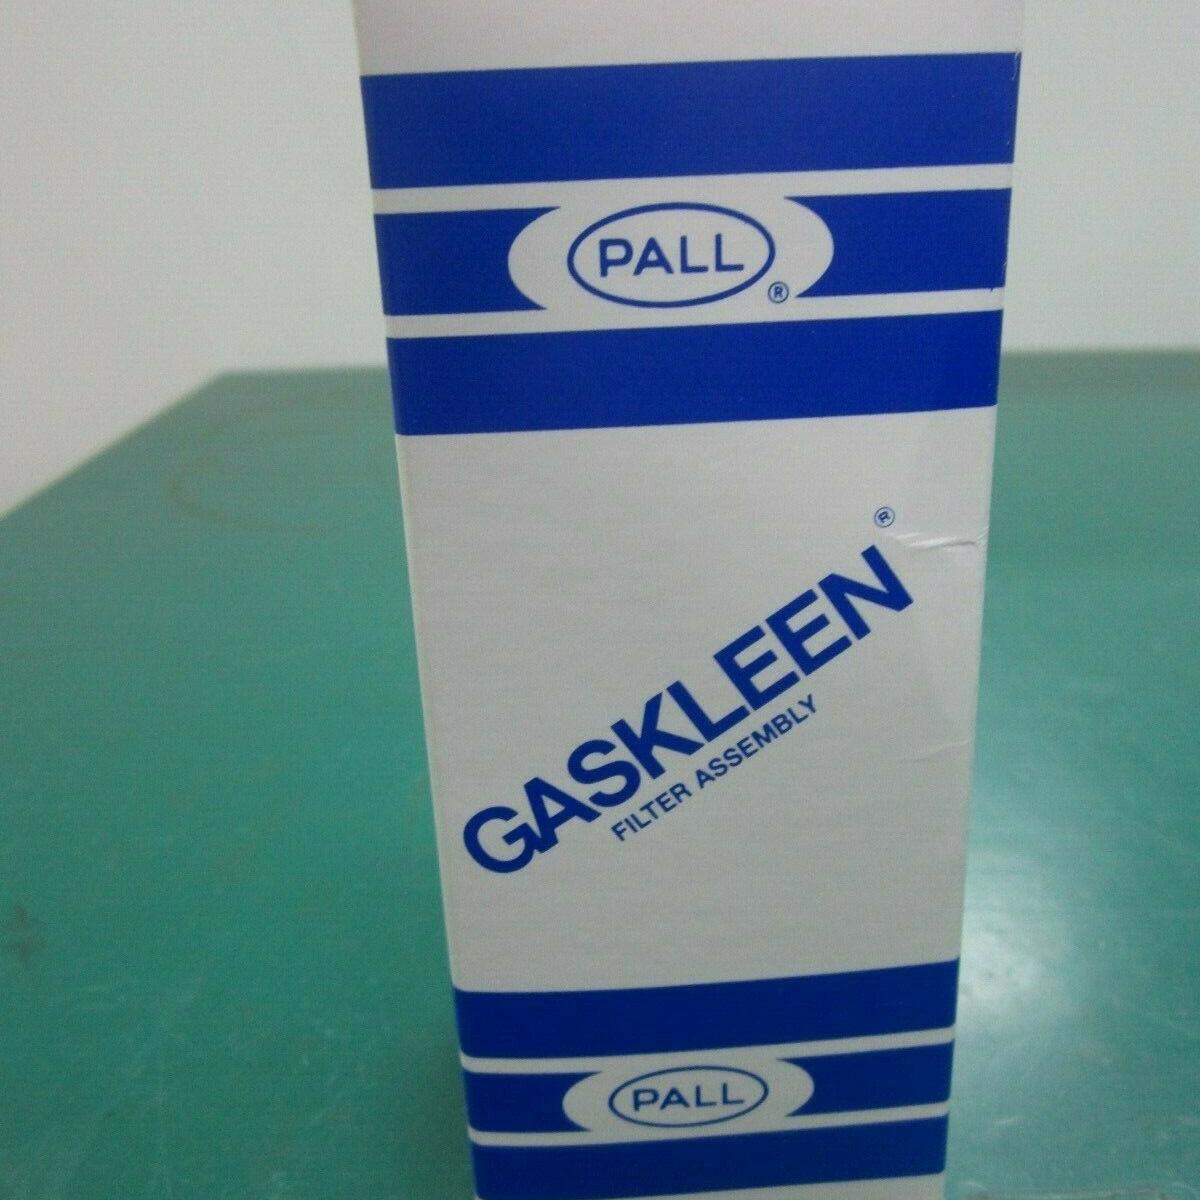 PALL ®
GASKLEEN ®
FILTER ASSEMBLY
PALL